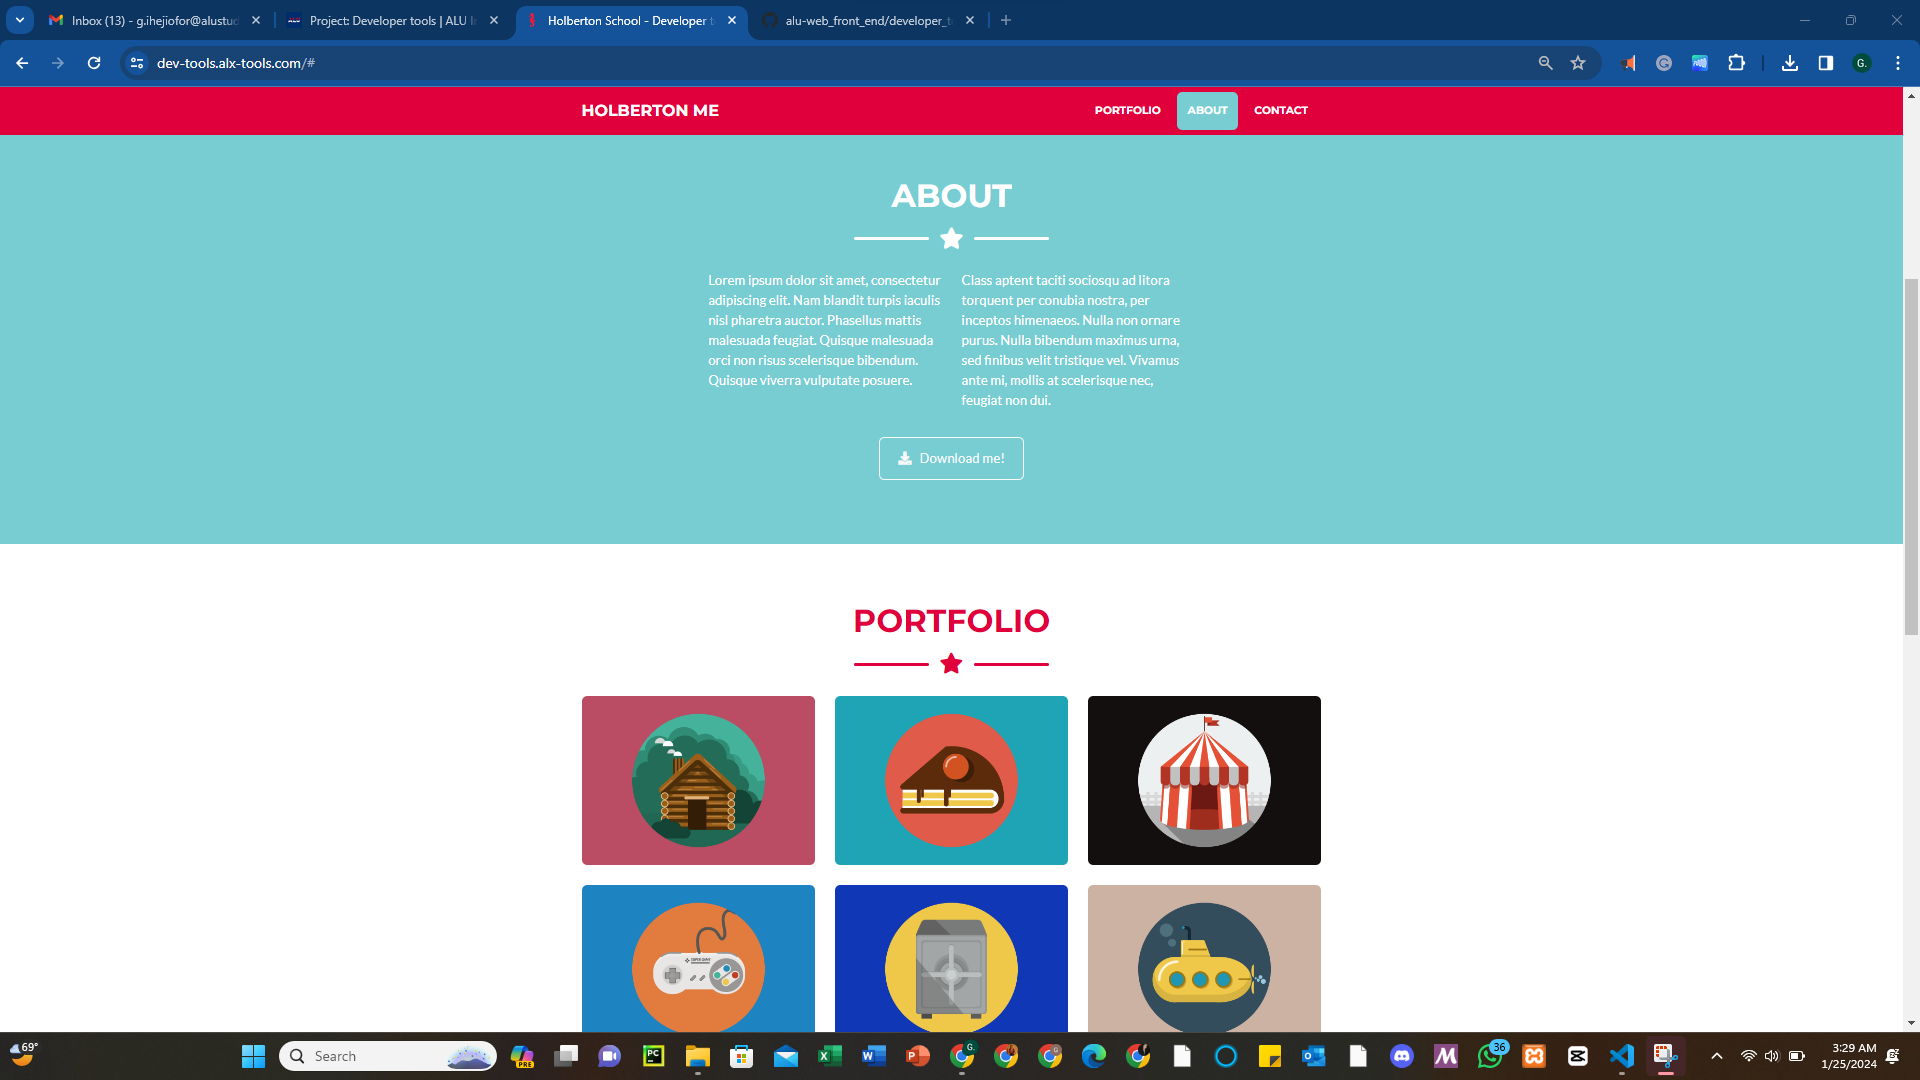 Inbox (13) - g.ihejiofor@alustud
Project: Developer tools | ALU In
Holberton School - Developer t
alu-web_front_end/developer_t
dev-tools.alx-tools.com/#
G.
HOLBERTON ME
PORTFOLIO
ABOUT
CONTACT
ABOUT
Lorem ipsum dolor sit amet, consectetur
adipiscing elit. Nam blandit turpis iaculis
nisl pharetra auctor. Phasellus mattis
malesuada feugiat. Quisque malesuada
orci non risus scelerisque bibendum.
Quisque viverra vulputate posuere.
Class aptent taciti sociosqu ad litora
torquent per conubia nostra, per
inceptos himenaeos. Nulla non ornare
purus. Nulla bibendum maximus urna,
sed finibus velit tristique vel. Vivamus
ante mi, mollis at scelerisque nec,
feugiat non dui.
Download me!
PORTFOLIO
69°
Search
PRE
PC
G.
36
3:29 AM
1/25/2024